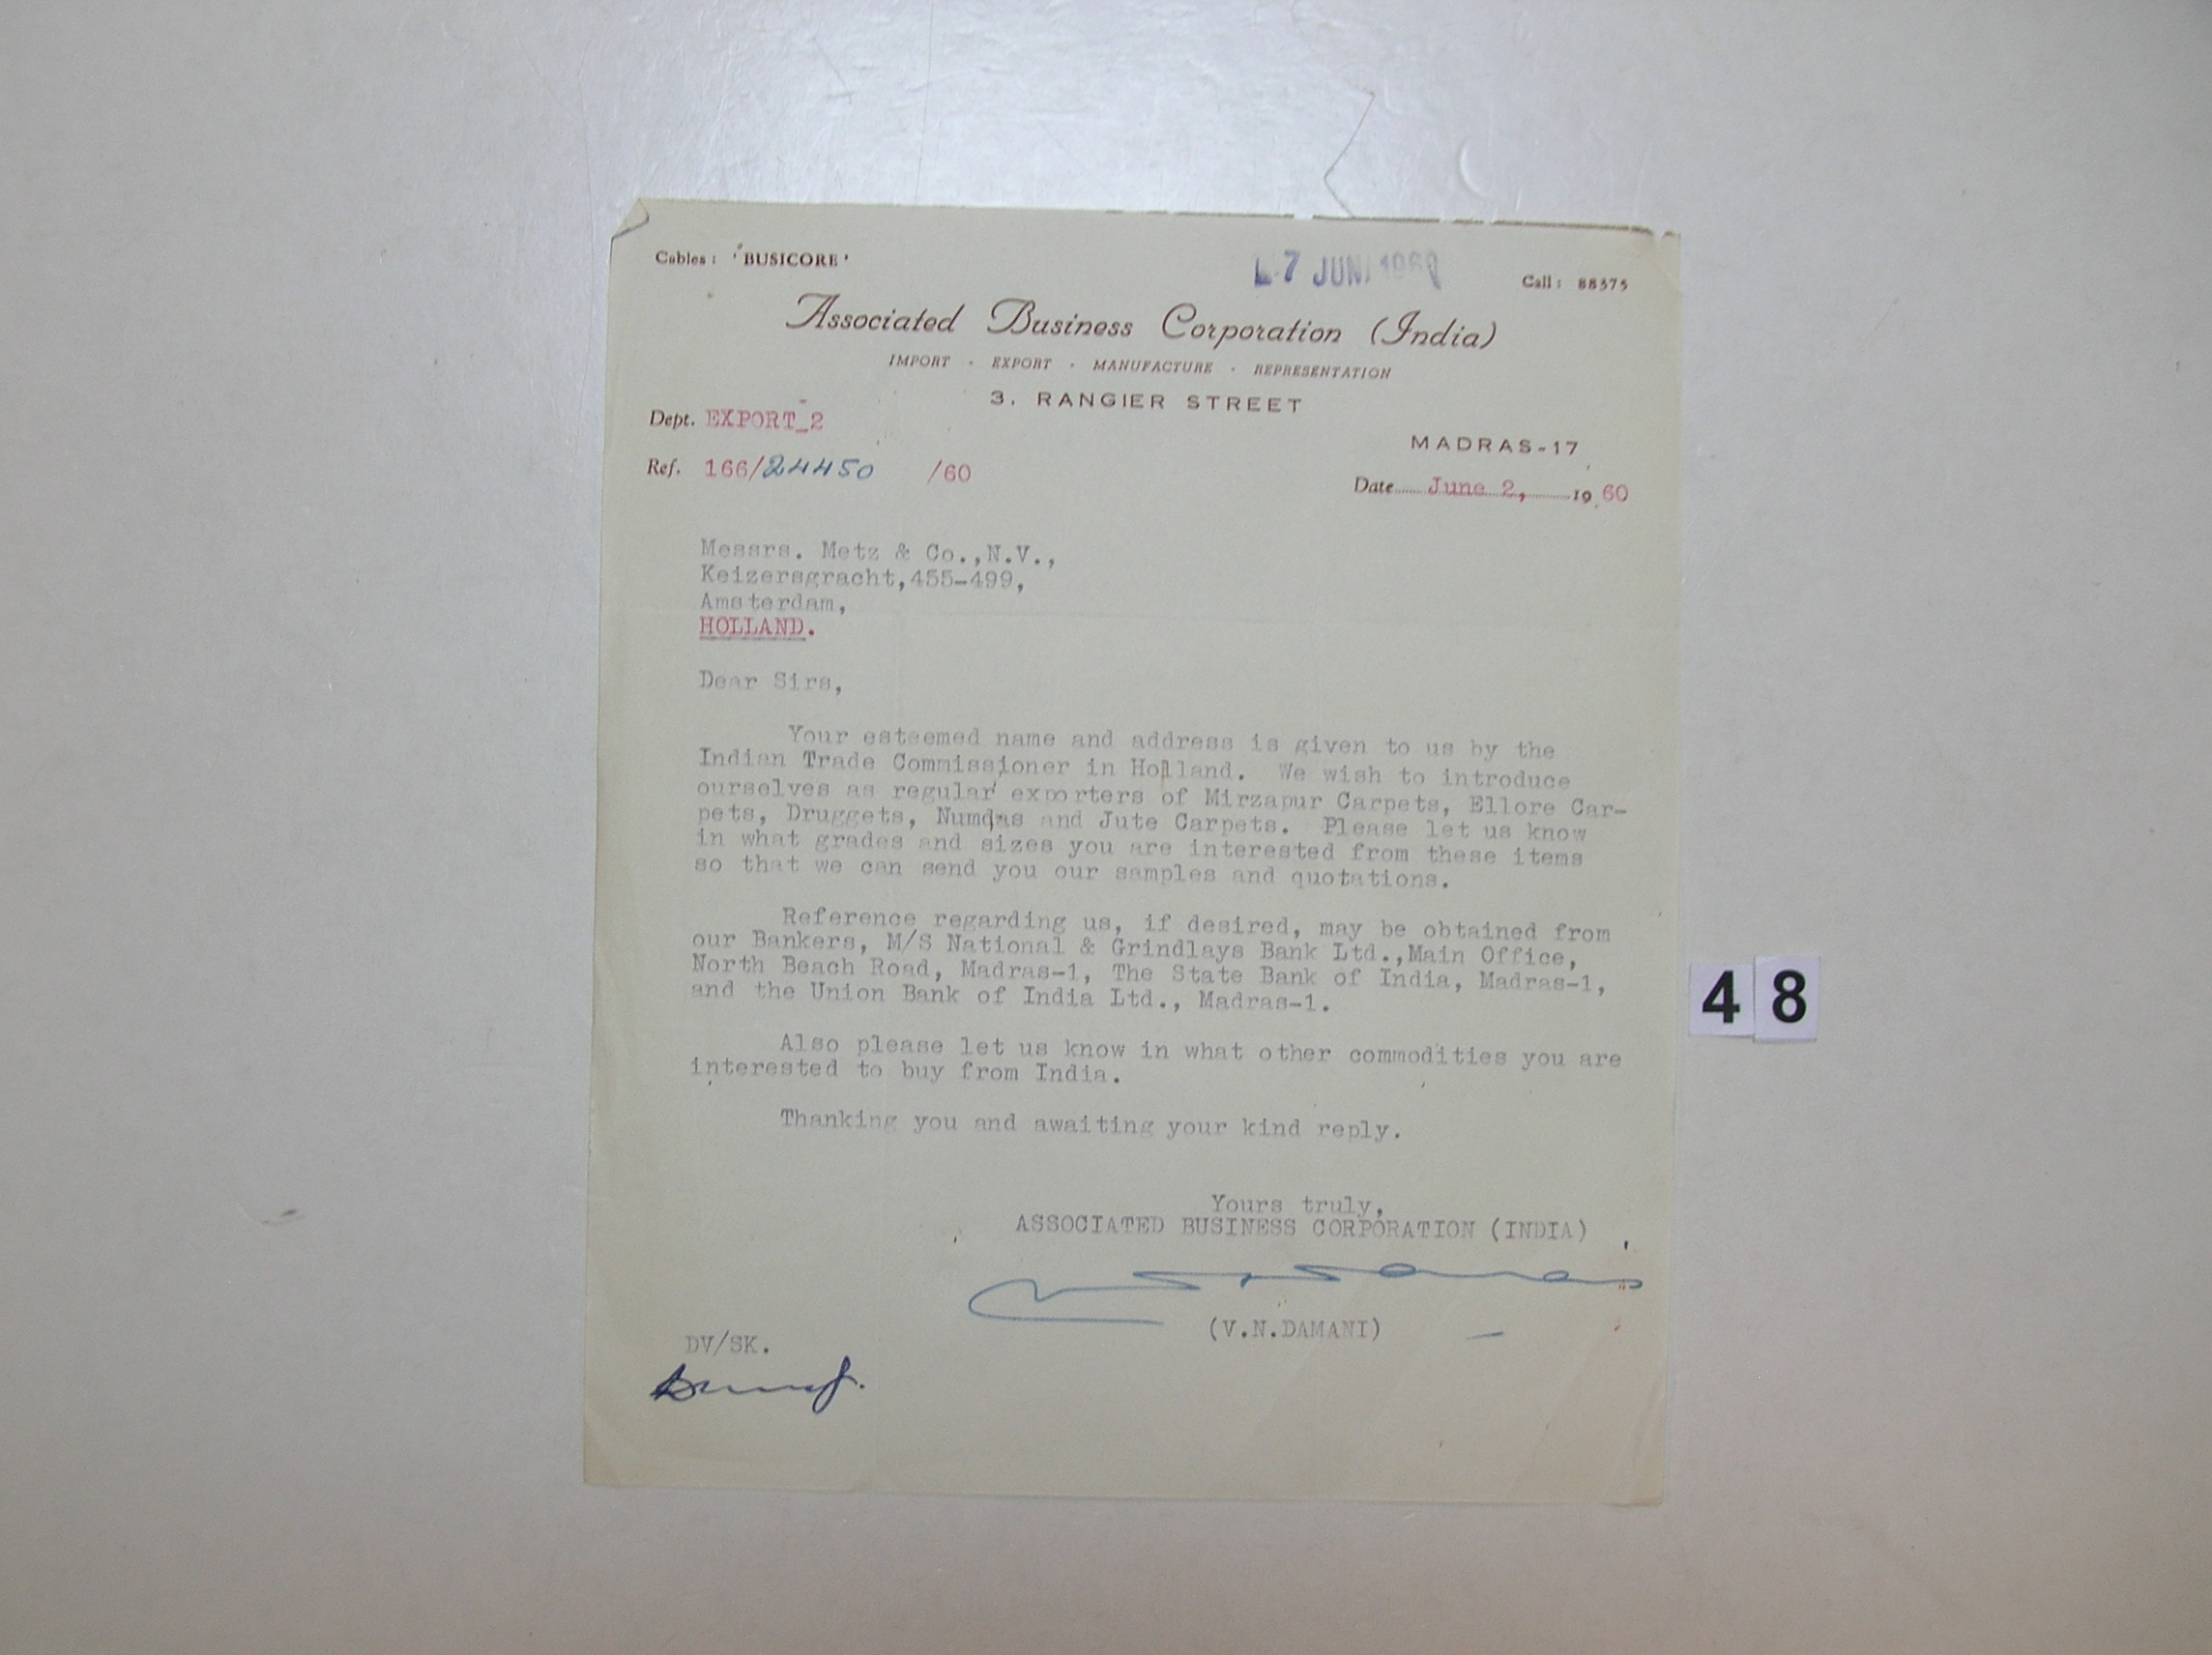 Cables : 'BUSICORE'
7 JUNI 1960
Call : 88375
Associated Business Corporation (India)
IMPORT · EXPORT · MANUFACTURE · REPRESENTATION
3, RANGIER STREET
MADRAS-17
Dept. EXPORT_2
Ref. 166/24450 /60
Date June 2, 1960
Messrs. Metz & Co.,N.V.,
Keizersgracht,455-499,
Amsterdam,
HOLLAND.
Dear Sirs,
Your esteemed name and address is given to us by the
Indian Trade Commissioner in Holland. We wish to introduce
ourselves as regular exporters of Mirzapur Carpets, Ellore Car-
pets, Druggets, Numdas and Jute Carpets. Please let us know
in what grades and sizes you are interested from these items
so that we can send you our samples and quotations.
Reference regarding us, if desired, may be obtained from
our Bankers, M/S National & Grindlays Bank Ltd.,Main Office,
North Beach Road, Madras-1, The State Bank of India, Madras-1,
and the Union Bank of India Ltd., Madras-1.
Also please let us know in what other commodities you are
interested to buy from India.
Thanking you and awaiting your kind reply.
Yours truly,
ASSOCIATED BUSINESS CORPORATION (INDIA)
(V.N.DAMANI)
DV/SK.
48